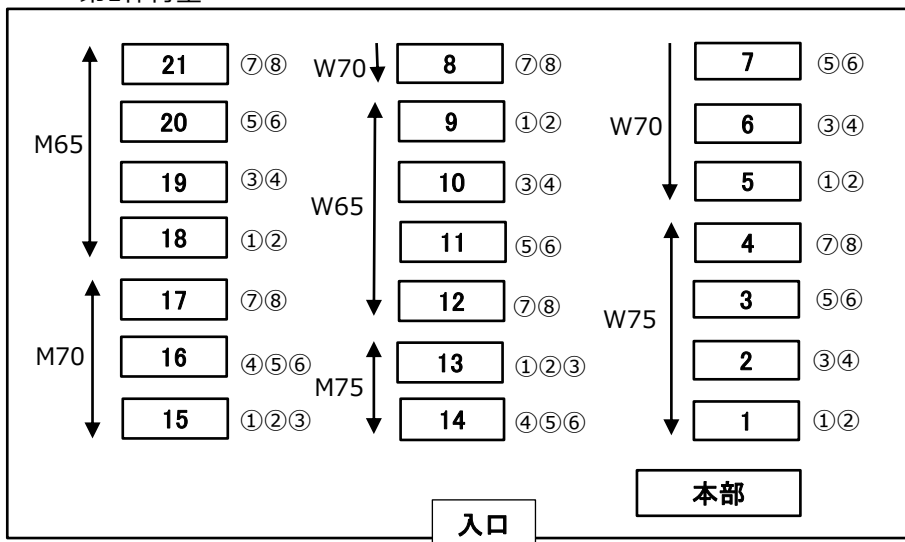 21 ⑦⑧ W70 8 ⑦⑧ 7 ⑤⑥
20 ⑤⑥ 9 ①② W70 6 ③④
M65
19 ③④ 10 ③④ 5 ①②
W65
18 ①② 11 ⑤⑥ 4 ⑦⑧
17 ⑦⑧ 12 ⑦⑧ 3 ⑤⑥
W75
M70 16 ④⑤⑥ 13 ①②③ 2 ③④
M75
15 ①②③ 14 ④⑤⑥ 1 ①②
本部
入口